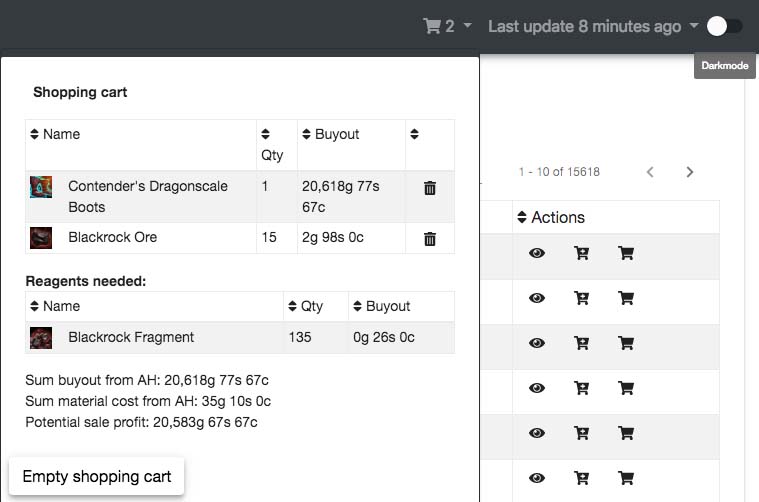 2 Last update 8 minutes ago
Darkmode
Shopping cart
Name Qty Buyout
Contender's Dragonscale Boots 1 20,618g 77s 67c
Blackrock Ore 15 2g 98s 0c
Reagents needed:
Name Qty Buyout
Blackrock Fragment 135 0g 26s 0c
Sum buyout from AH: 20,618g 77s 67c
Sum material cost from AH: 35g 10s 0c
Potential sale profit: 20,583g 67s 67c
Empty shopping cart
1 - 10 of 15618
Actions